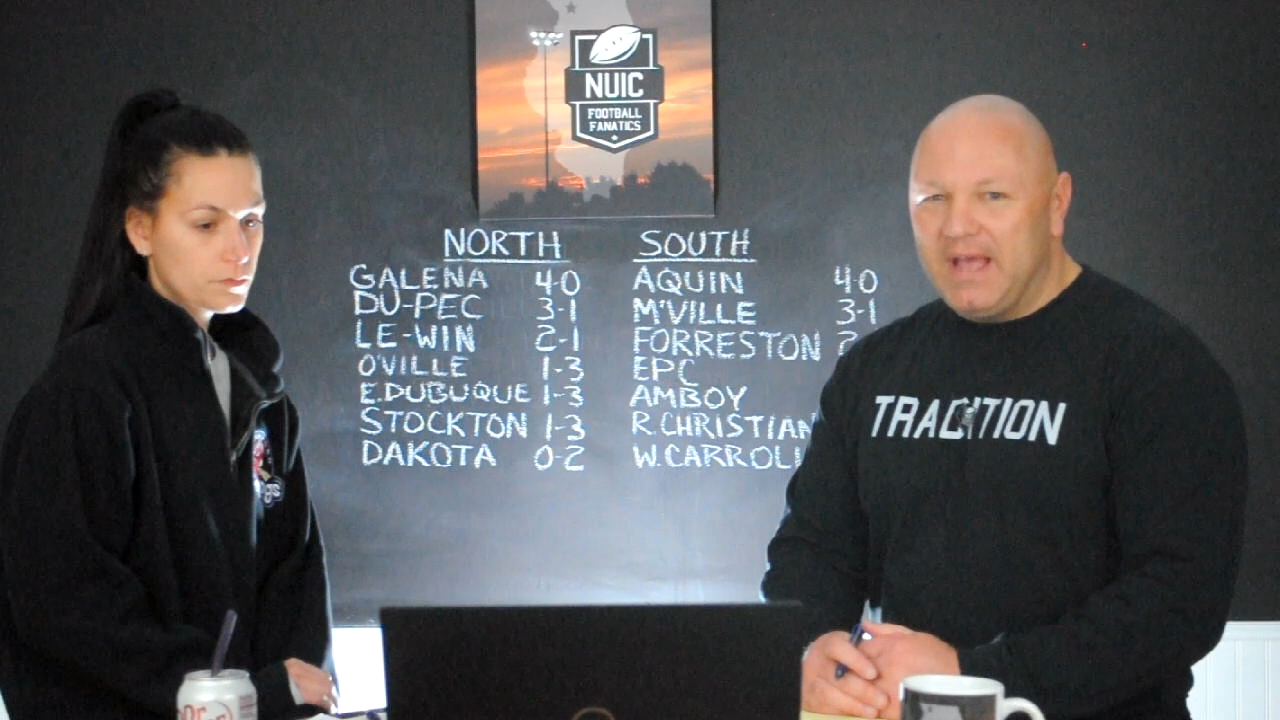 NUIC
FOOTBALL
FANATICS
NORTH
GALENA 4-0
DU-PEC 3-1
LE-WIN 2-1
O'VILLE 1-3
E.DUBUQUE 1-3
STOCKTON 1-3
DAKOTA 0-2
SOUTH
AQUIN 4-0
M'VILLE 3-1
FORRESTON
EPC
AMBOY
R.CHRISTIAN
TRADITION